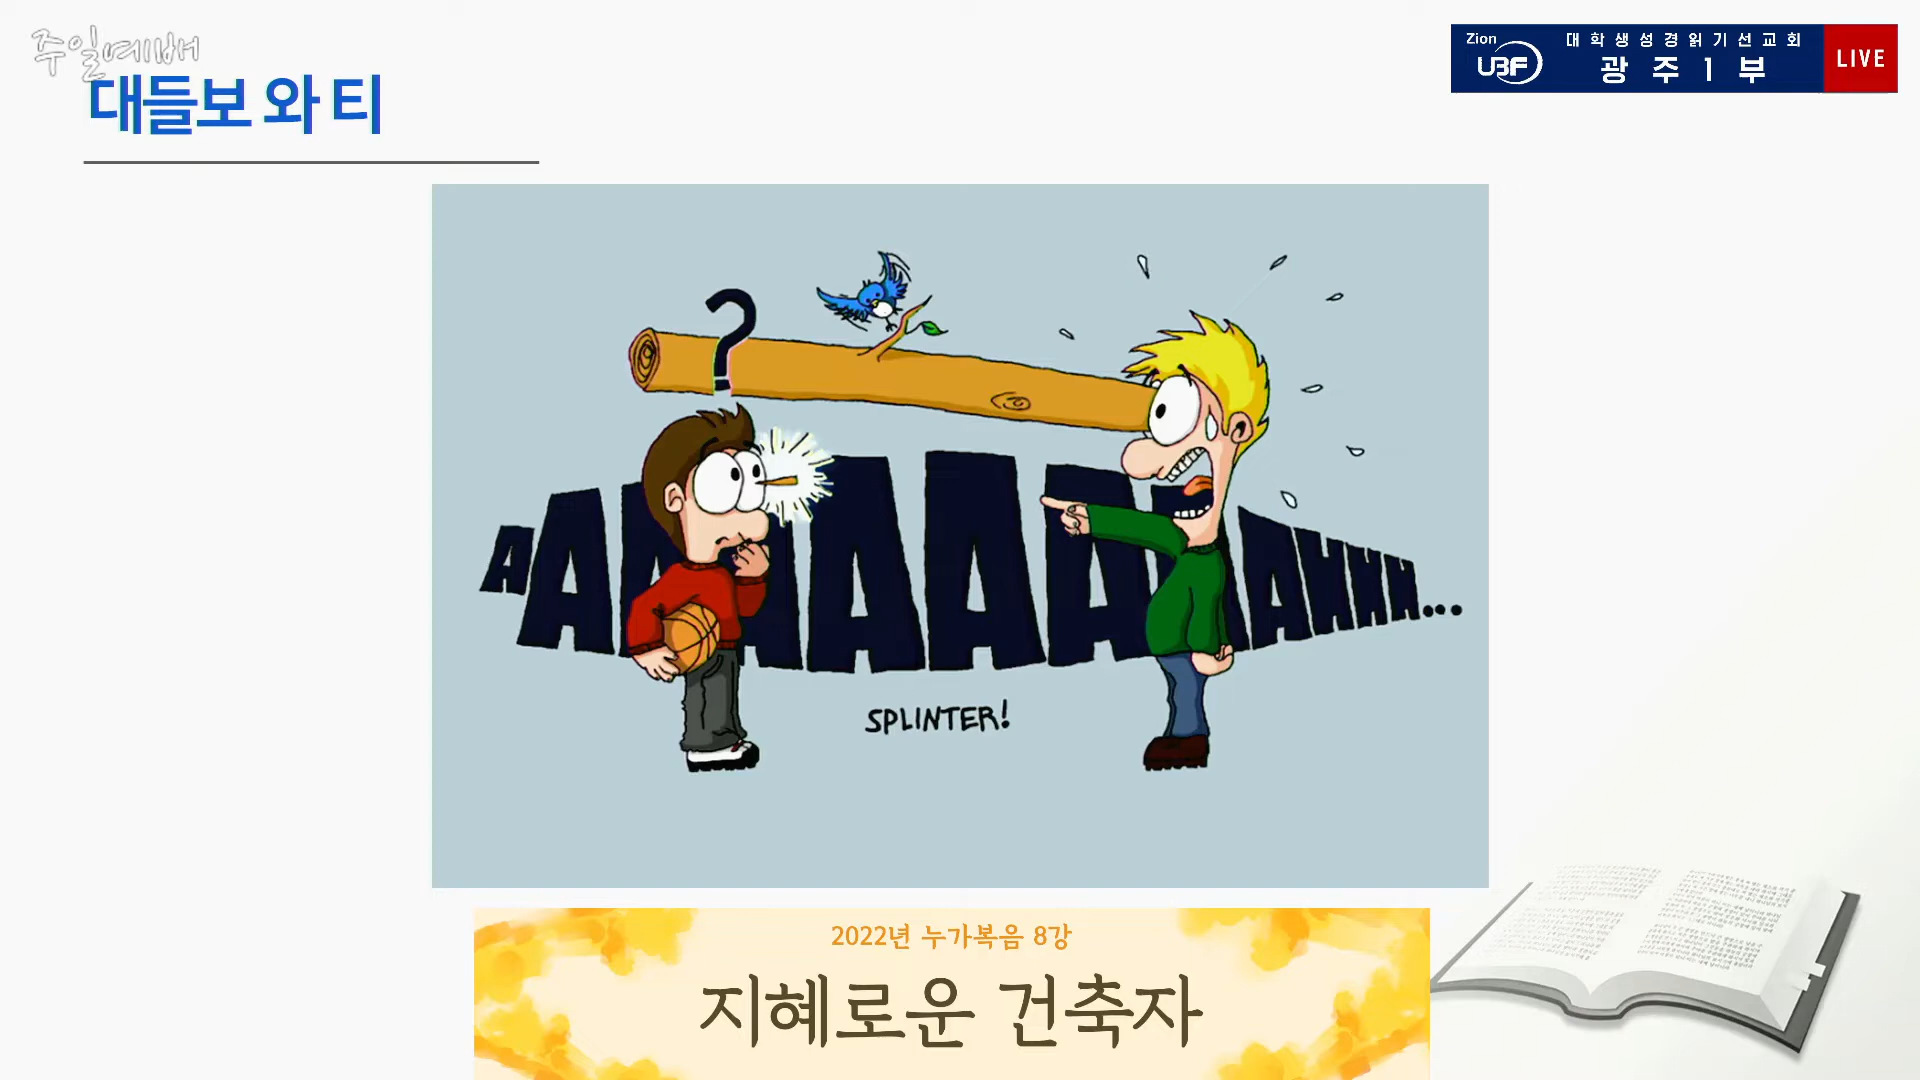 주일예배
대들보 와 티
Zion
UBF
대학생성경읽기선교회
광주1부
LIVE
?
AAAAAAAAAHHH...
SPLINTER!
2022년 누가복음 8강
지혜로운 건축자